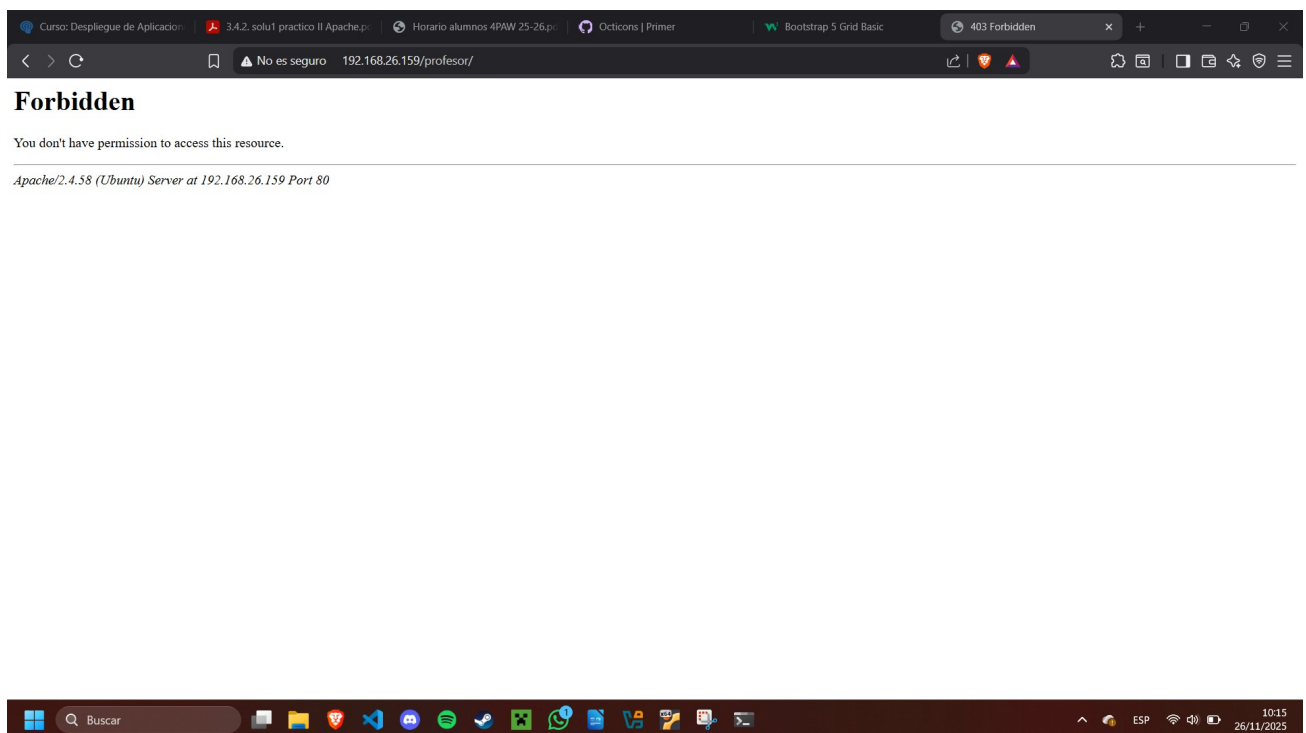 Curso: Despliegue de Aplicacion
3.4.2. solu1 practico II Apache.pd
Horario alumnos 4PAW 25-26.pd
Octicons | Primer
Bootstrap 5 Grid Basic
403 Forbidden
No es seguro 192.168.26.159/profesor/
Forbidden
You don't have permission to access this resource.
Apache/2.4.58 (Ubuntu) Server at 192.168.26.159 Port 80
Buscar
1
ESP
10:15
26/11/2025